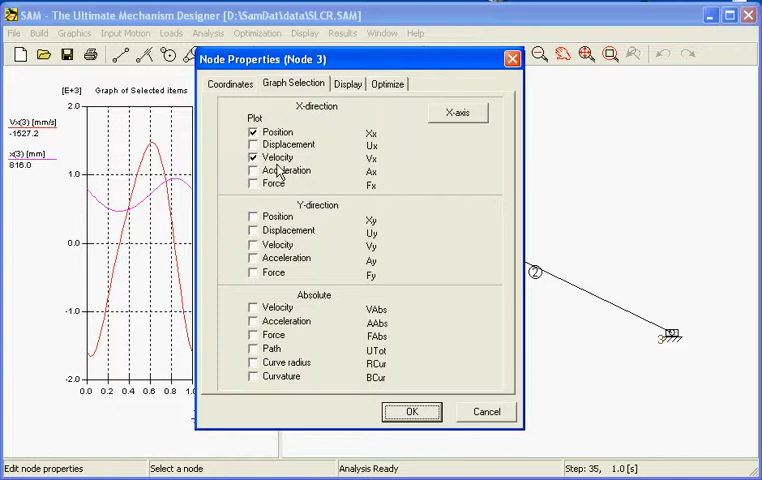 SAM - The Ultimate Mechanism Designer [D:\SamDat\data\SLCR.SAM]
File Build Graphics Input Motion Loads Analysis Optimization Display Results Window Help
[E+3] Graph of Selected items
2.0
Vx(3) [mm/s]
-1527.2
x(3) [mm]
816.0
1.0
0.0
-1.0
-2.0
0.0 0.2 0.4 0.6 0.8 1.0
Node Properties (Node 3)
Coordinates Graph Selection Display Optimize
X-direction
Plot
X-axis
Position Xx
Displacement Ux
Velocity Vx
Acceleration Ax
Force Fx
Y-direction
Position Xy
Displacement Uy
Velocity Vy
Acceleration Ay
Force Fy
Absolute
Velocity VAbs
Acceleration AAbs
Force FAbs
Path UTot
Curve radius RCur
Curvature BCur
OK Cancel
2
3
Edit node properties Select a node Analysis Ready Step: 35, 1.0 [s]